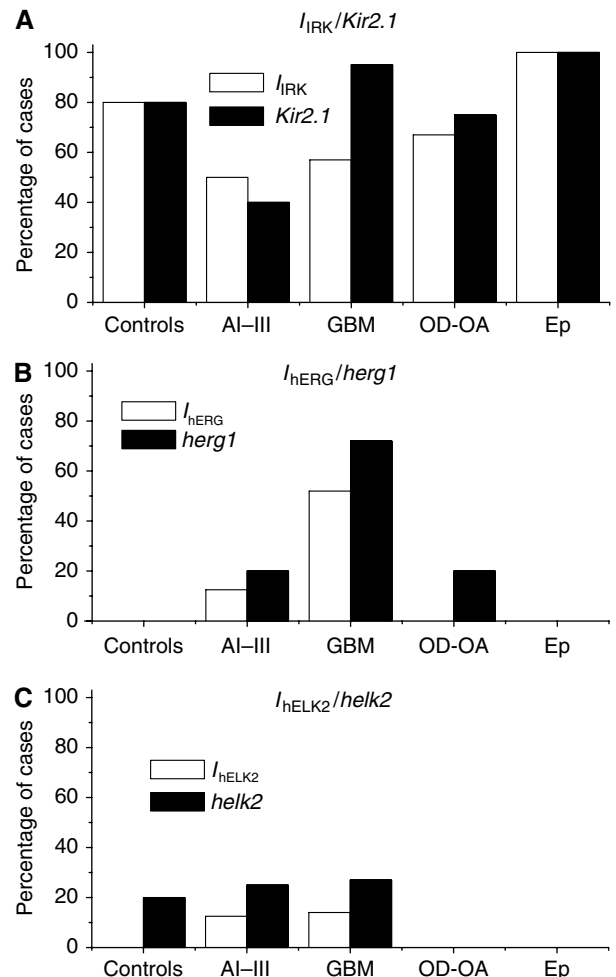 A
I_IRK/Kir2.1
Percentage of cases
100
80
60
40
20
0
I_IRK
Kir2.1
Controls AI–III GBM OD-OA Ep
B
I_hERG/herg1
Percentage of cases
100
80
60
40
20
0
I_hERG
herg1
Controls AI–III GBM OD-OA Ep
C
I_hELK2/helk2
Percentage of cases
100
80
60
40
20
0
I_hELK2
helk2
Controls AI–III GBM OD-OA Ep